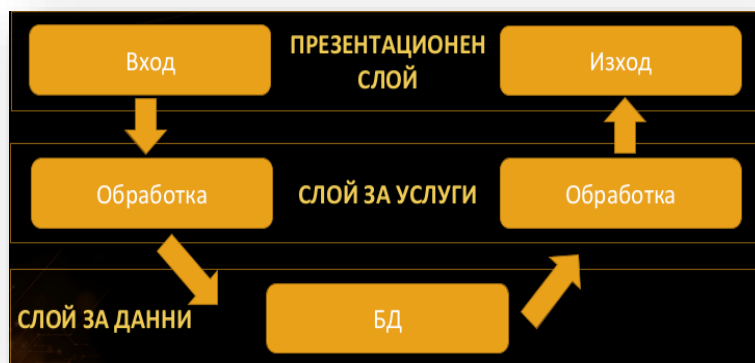 Вход
ПРЕЗЕНТАЦИОНЕН
СЛОЙ
Изход
Обработка
СЛОЙ ЗА УСЛУГИ
Обработка
СЛОЙ ЗА ДАННИ
БД